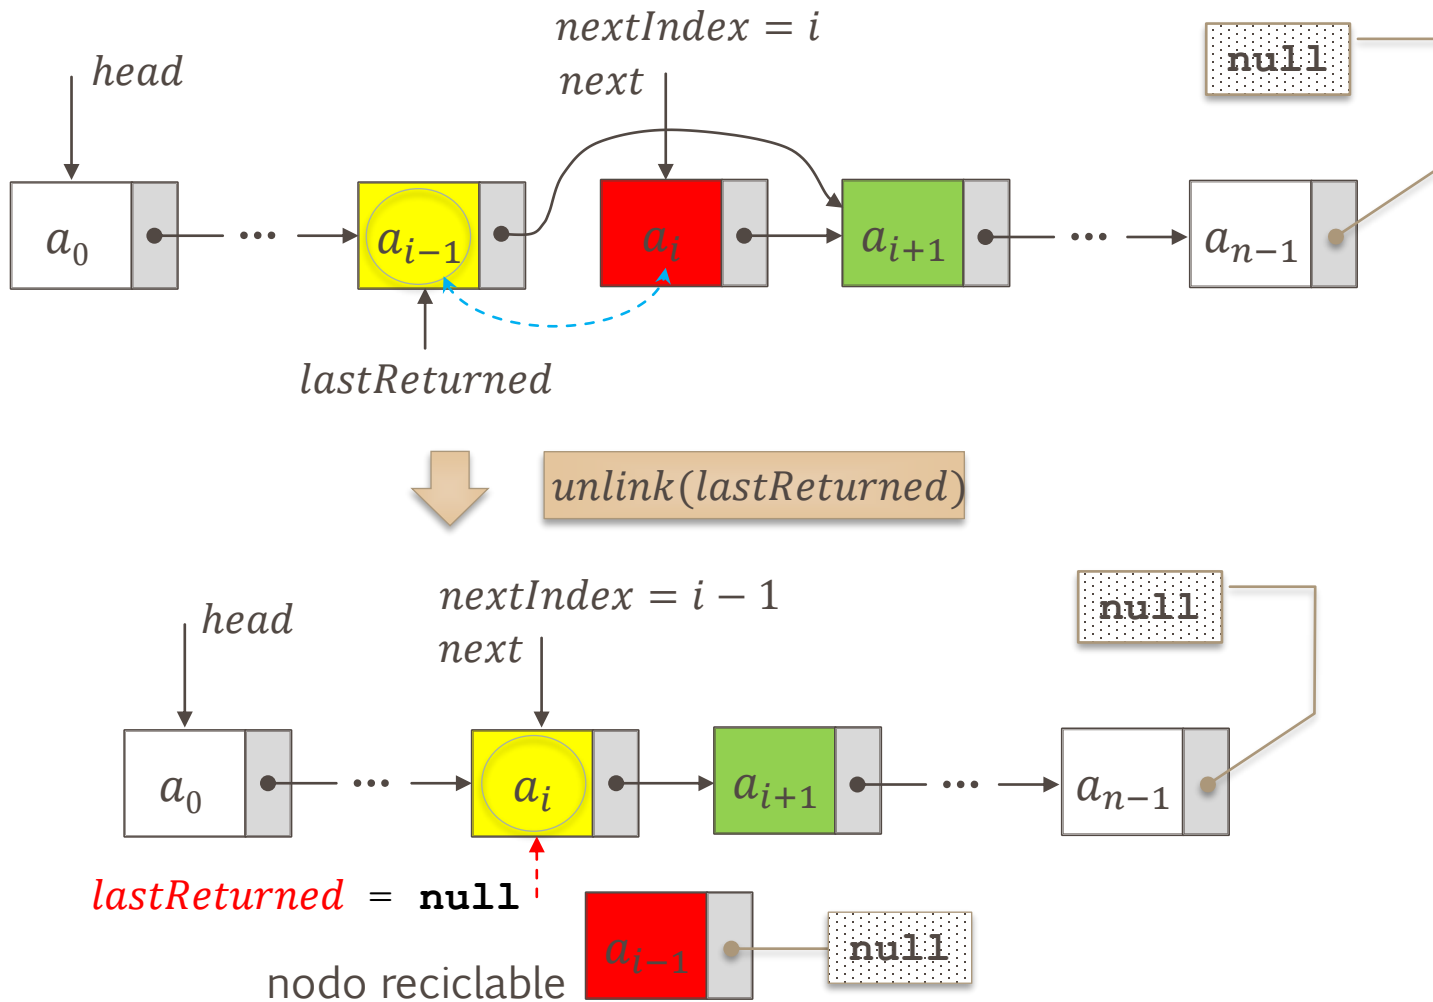 nextIndex = i
null
head
next
a₀ ··· aᵢ₋₁ aᵢ aᵢ₊₁ ··· aₙ₋₁
lastReturned
unlink(lastReturned)
null
nextIndex = i − 1
head
next
a₀ ··· aᵢ aᵢ₊₁ ··· aₙ₋₁
lastReturned = null
aᵢ₋₁ null
nodo reciclable